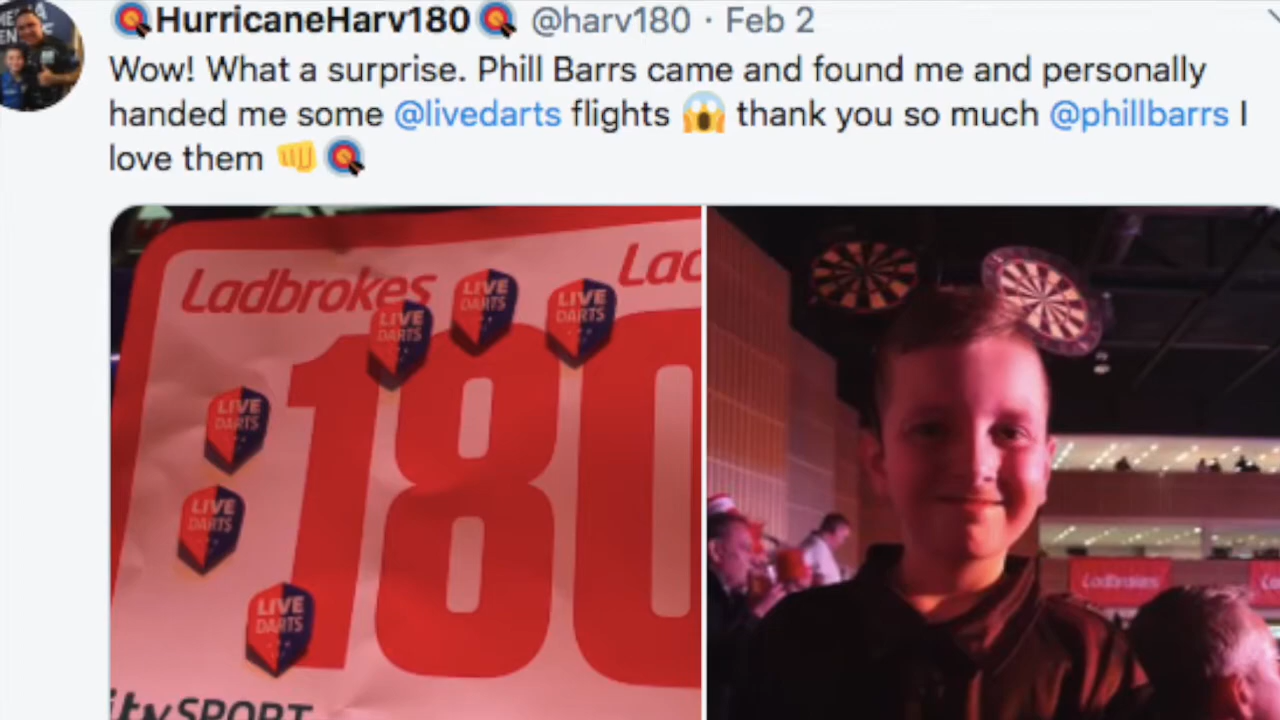 🎯HurricaneHarv180🎯 @harv180 · Feb 2
Wow! What a surprise. Phill Barrs came and found me and personally
handed me some @livedarts flights 😱 thank you so much @phillbarrs I
love them 👊🎯
Ladbrokes
Lad
LIVE
DARTS
LIVE
DARTS
LIVE
DARTS
LIVE
DARTS
LIVE
DARTS
LIVE
DARTS
180
itv SPORT
Ladbrokes